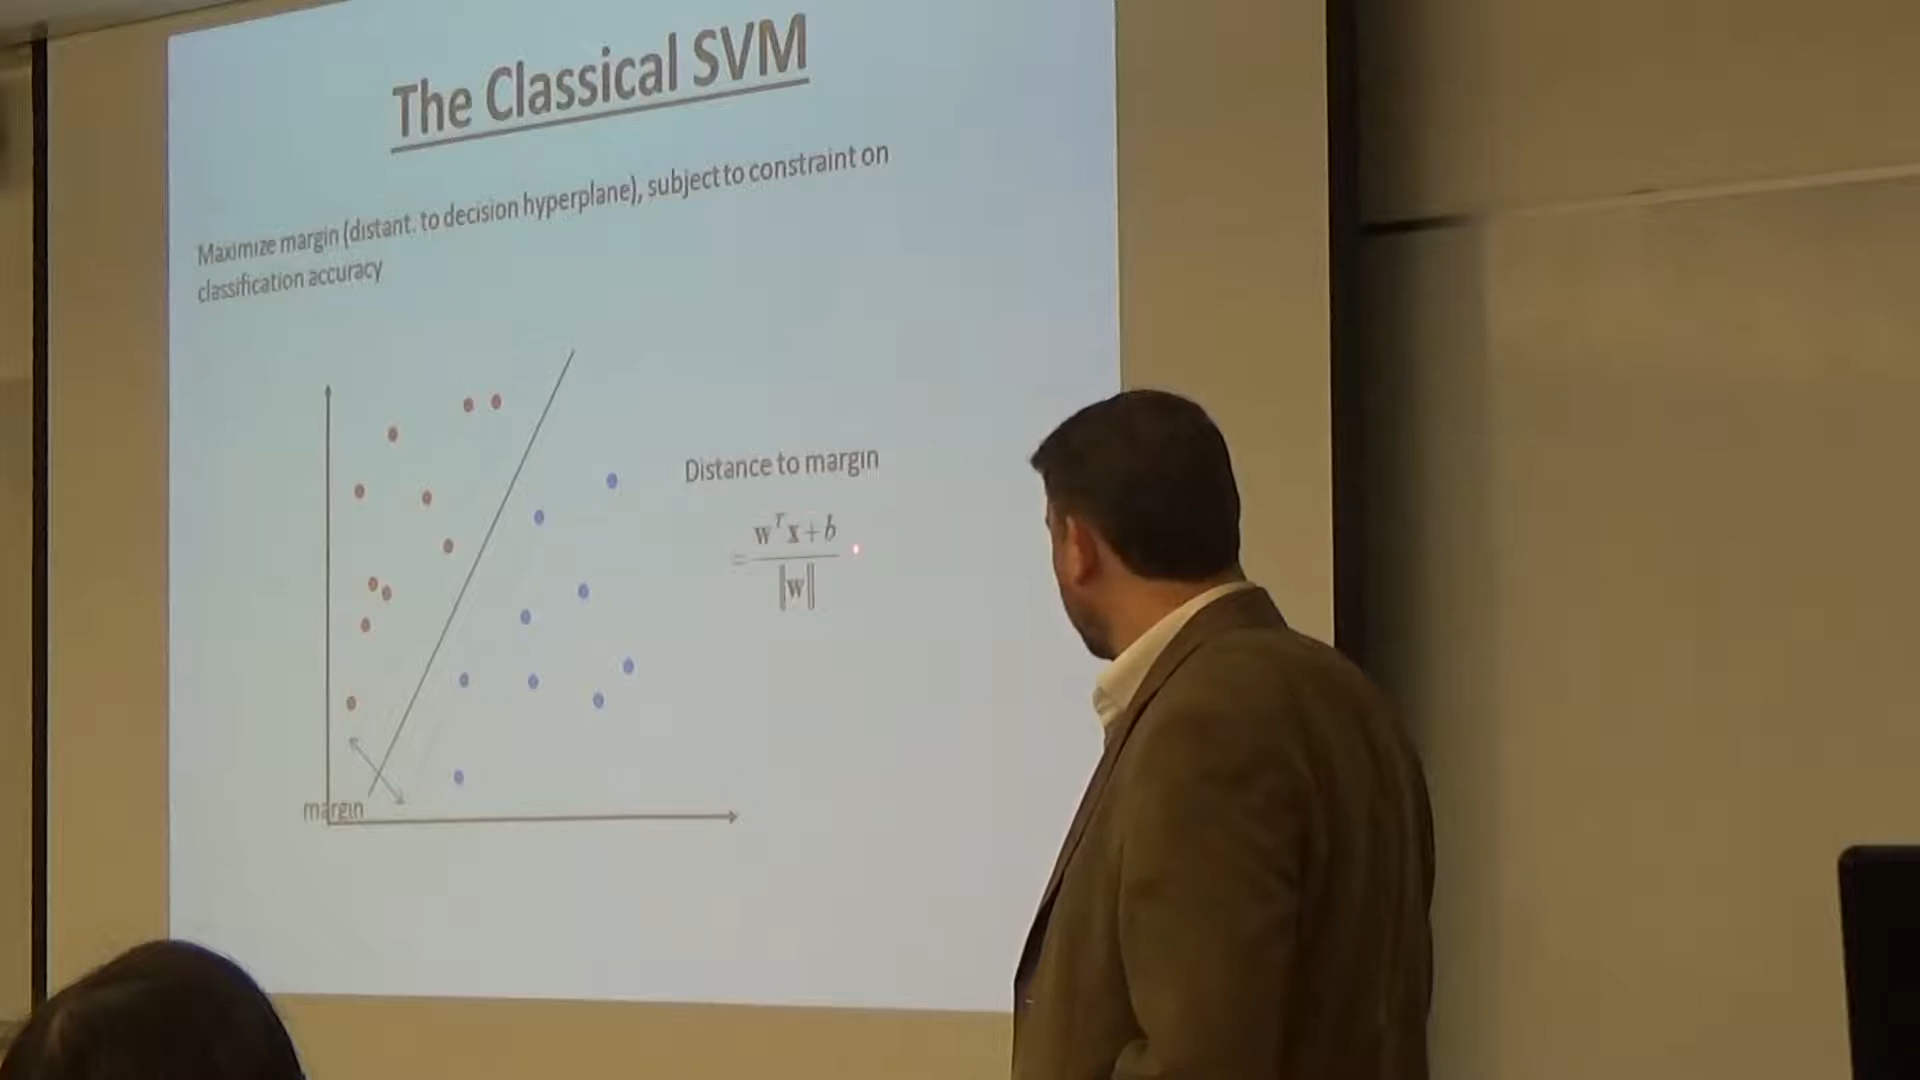 The Classical SVM
Maximize margin (distant. to decision hyperplane), subject to constraint on
classification accuracy
Distance to margin
= wᵀx+b
‖w‖
margin